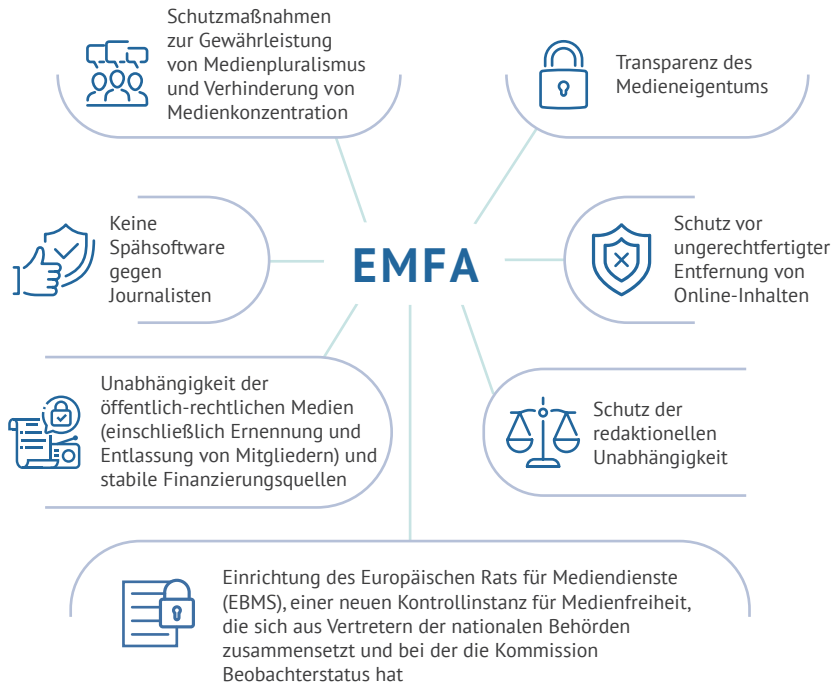 Schutzmaßnahmen
zur Gewährleistung
von Medienpluralismus
und Verhinderung von
Medienkonzentration
Transparenz des
Medieneigentums
Keine
Spähsoftware
gegen
Journalisten
EMFA
Schutz vor
ungerechtfertigter
Entfernung von
Online-Inhalten
Unabhängigkeit der
öffentlich-rechtlichen Medien
(einschließlich Ernennung und
Entlassung von Mitgliedern) und
stabile Finanzierungsquellen
Schutz der
redaktionellen
Unabhängigkeit
Einrichtung des Europäischen Rats für Mediendienste
(EBMS), einer neuen Kontrollinstanz für Medienfreiheit,
die sich aus Vertretern der nationalen Behörden
zusammensetzt und bei der die Kommission
Beobachterstatus hat